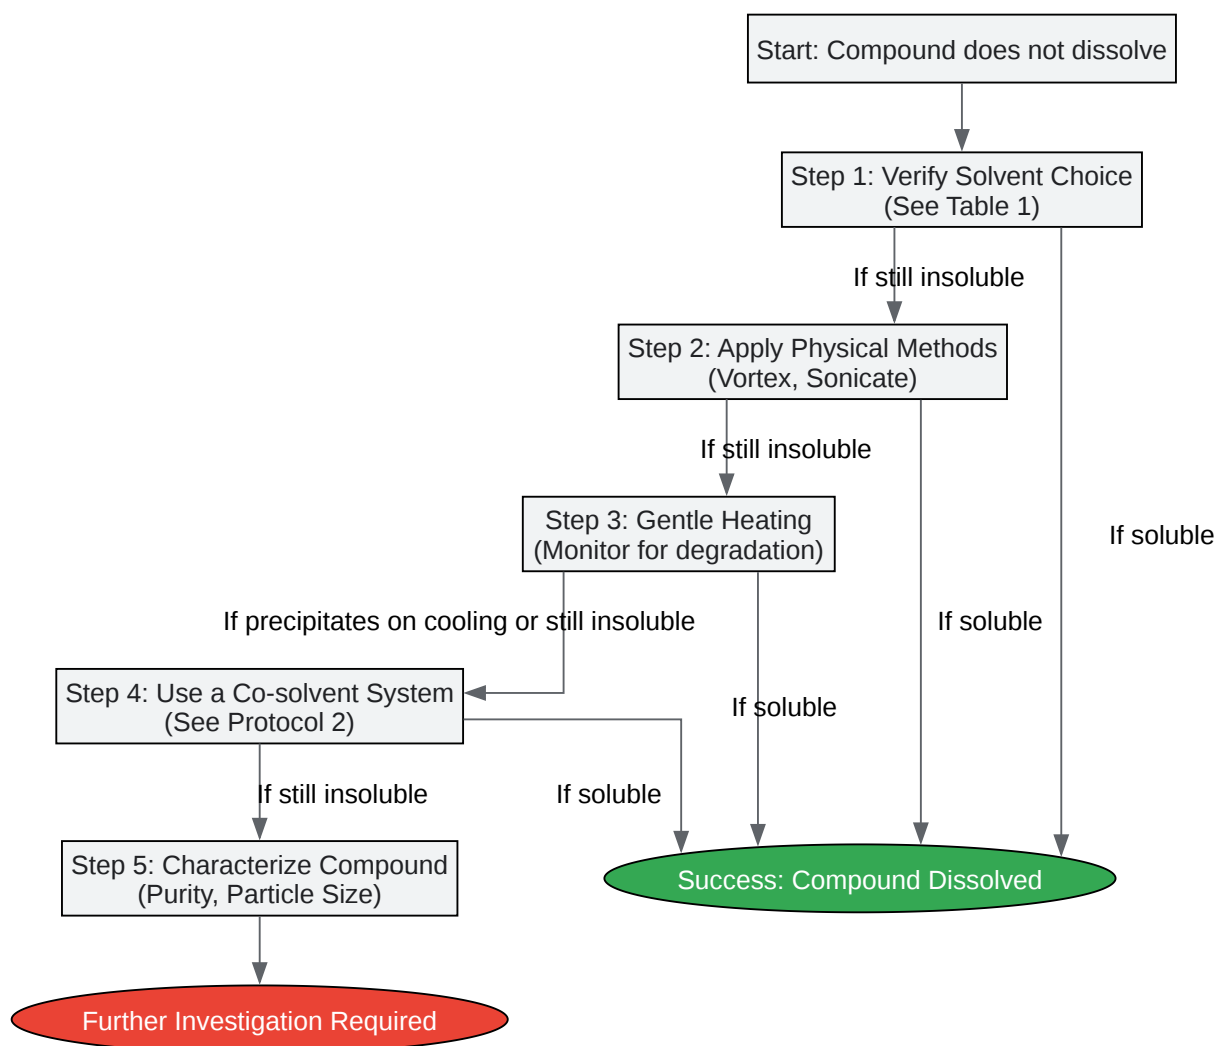 Start: Compound does not dissolve
Step 1: Verify Solvent Choice
(See Table 1)
If still insoluble
Step 2: Apply Physical Methods
(Vortex, Sonicate)
If still insoluble
Step 3: Gentle Heating
(Monitor for degradation)
If soluble
If precipitates on cooling or still insoluble
If soluble
Step 4: Use a Co-solvent System
(See Protocol 2)
If soluble
If still insoluble
If soluble
Step 5: Characterize Compound
(Purity, Particle Size)
Success: Compound Dissolved
Further Investigation Required